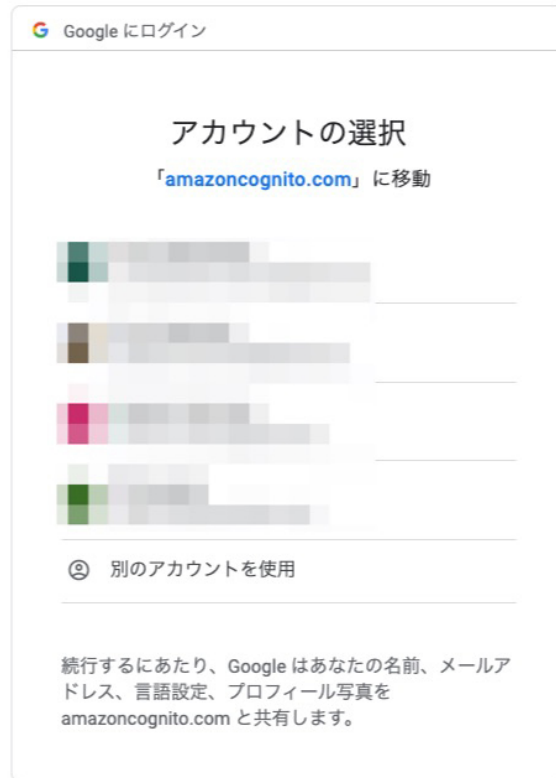 Google にログイン
アカウントの選択
「amazoncognito.com」に移動
別のアカウントを使用
続行するにあたり、Google はあなたの名前、メールア
ドレス、言語設定、プロフィール写真を
amazoncognito.com と共有します。